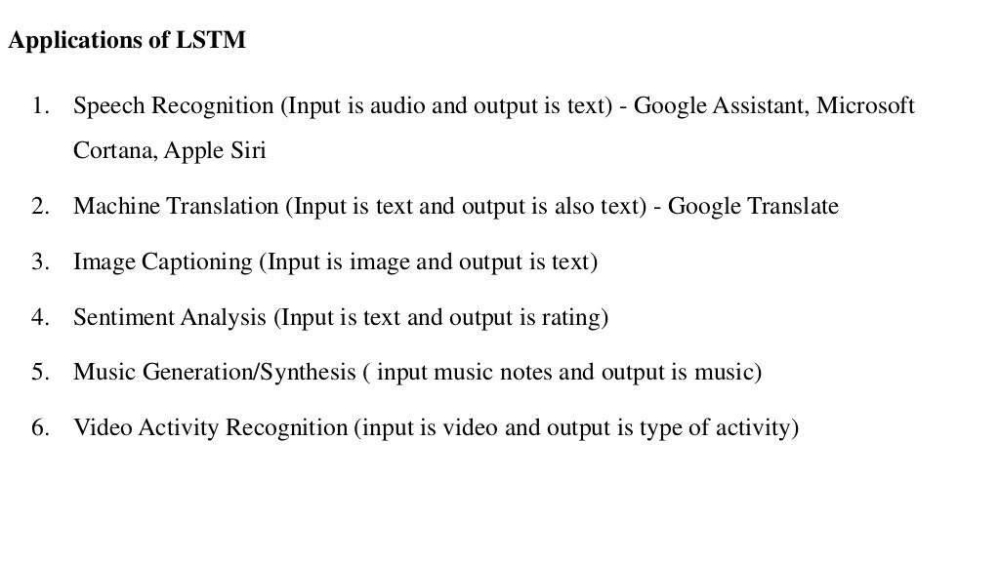 Applications of LSTM
1. Speech Recognition (Input is audio and output is text) - Google Assistant, Microsoft
Cortana, Apple Siri
2. Machine Translation (Input is text and output is also text) - Google Translate
3. Image Captioning (Input is image and output is text)
4. Sentiment Analysis (Input is text and output is rating)
5. Music Generation/Synthesis ( input music notes and output is music)
6. Video Activity Recognition (input is video and output is type of activity)